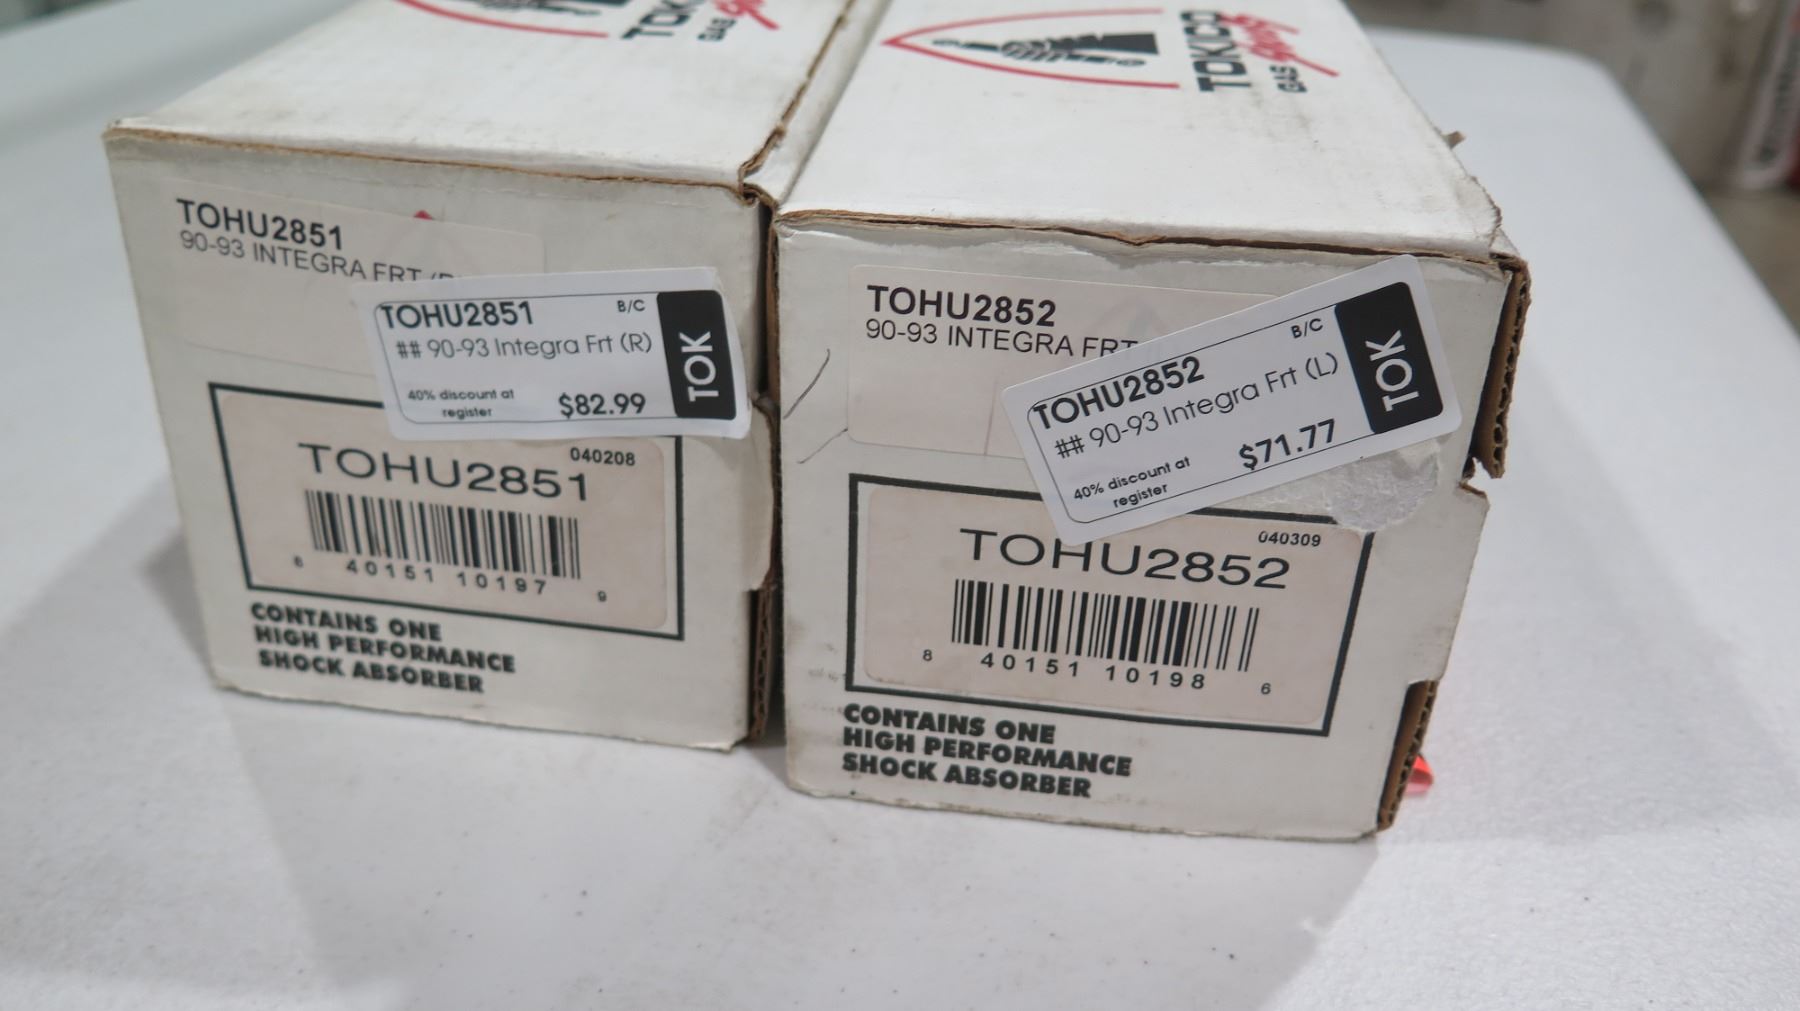 TOKICO
GAS
TOHU2851
90-93 INTEGRA FRT
TOHU2851 B/C
## 90-93 Integra Frt (R)
40% discount at
register
$82.99
TOK
TOHU2851
040208
40151 10197 9
CONTAINS ONE
HIGH PERFORMANCE
SHOCK ABSORBER
TOKICO
GAS
TOHU2852
90-93 INTEGRA FRT
TOHU2852 B/C
## 90-93 Integra Frt (L)
40% discount at
register
$71.77
TOK
TOHU2852
040309
8 40151 10198 6
CONTAINS ONE
HIGH PERFORMANCE
SHOCK ABSORBER